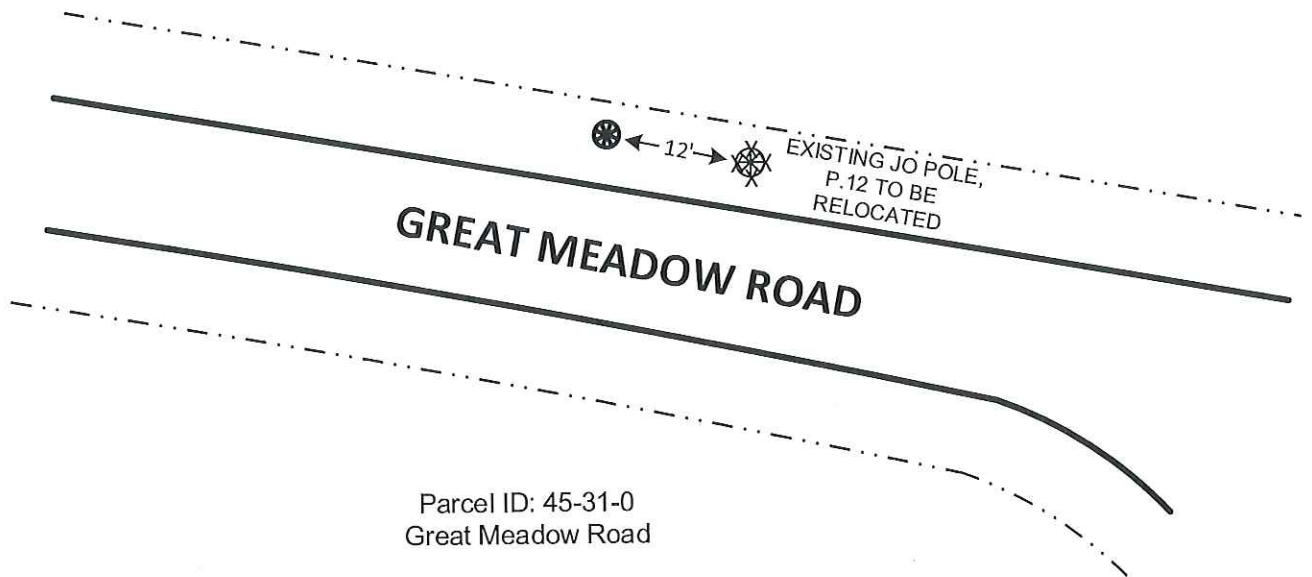 12'
EXISTING JO POLE,
P.12 TO BE
RELOCATED
GREAT MEADOW ROAD
Parcel ID: 45-31-0
Great Meadow Road